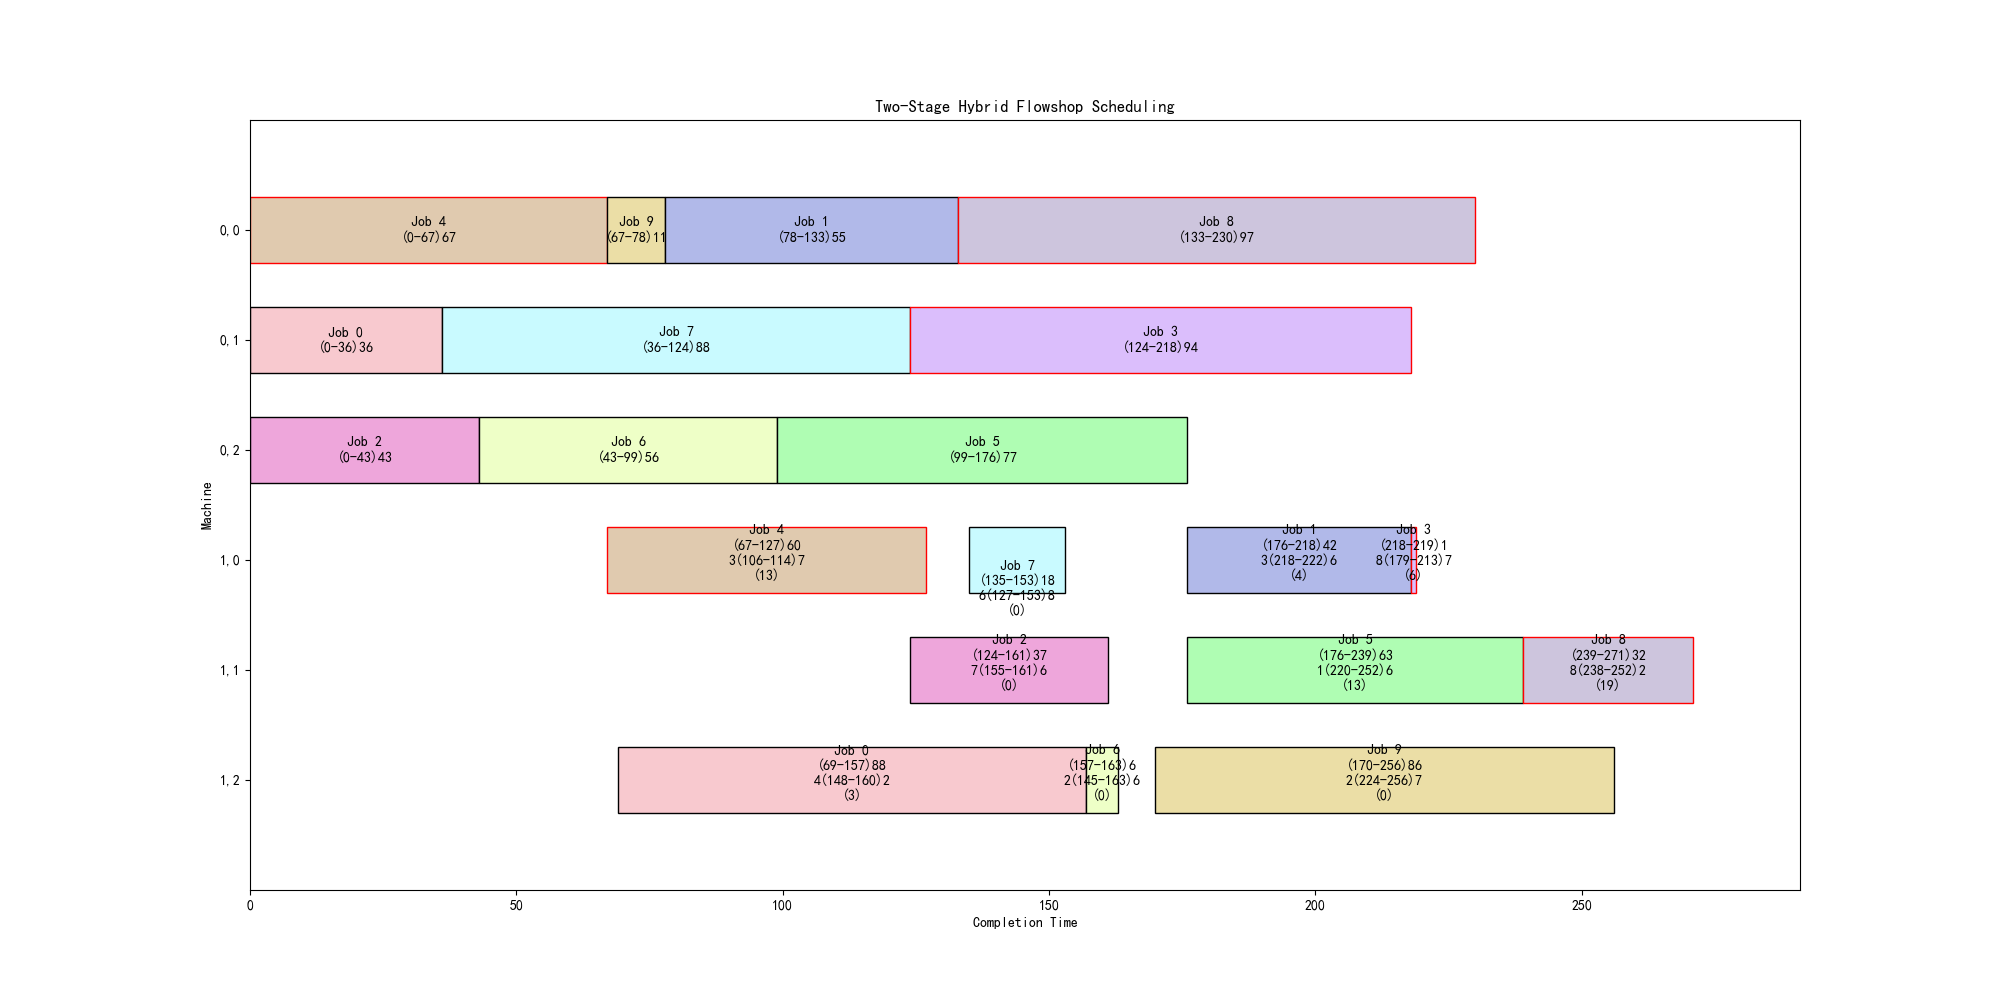 Two-Stage Hybrid Flowshop Scheduling
0,0
Job 4
(0-67)67
Job 9
(67-78)11
Job 1
(78-133)55
Job 8
(133-230)97
0,1
Job 0
(0-36)36
Job 7
(36-124)88
Job 3
(124-218)94
0,2
Job 2
(0-43)43
Job 6
(43-99)56
Job 5
(99-176)77
Machine
1,0
Job 4
(67-127)60
3(106-114)7
(13)
Job 7
(135-153)18
6(127-153)8
(0)
Job 1
(176-218)42
3(218-222)6
(4)
Job 3
(218-219)1
8(179-213)7
(6)
1,1
Job 2
(124-161)37
7(155-161)6
(0)
Job 5
(176-239)63
1(220-252)6
(13)
Job 8
(239-271)32
8(238-252)2
(19)
1,2
Job 0
(69-157)88
4(148-160)2
(3)
Job 6
(157-163)6
2(145-163)6
(0)
Job 9
(170-256)86
2(224-256)7
(0)
0
50
100
150
200
250
Completion Time